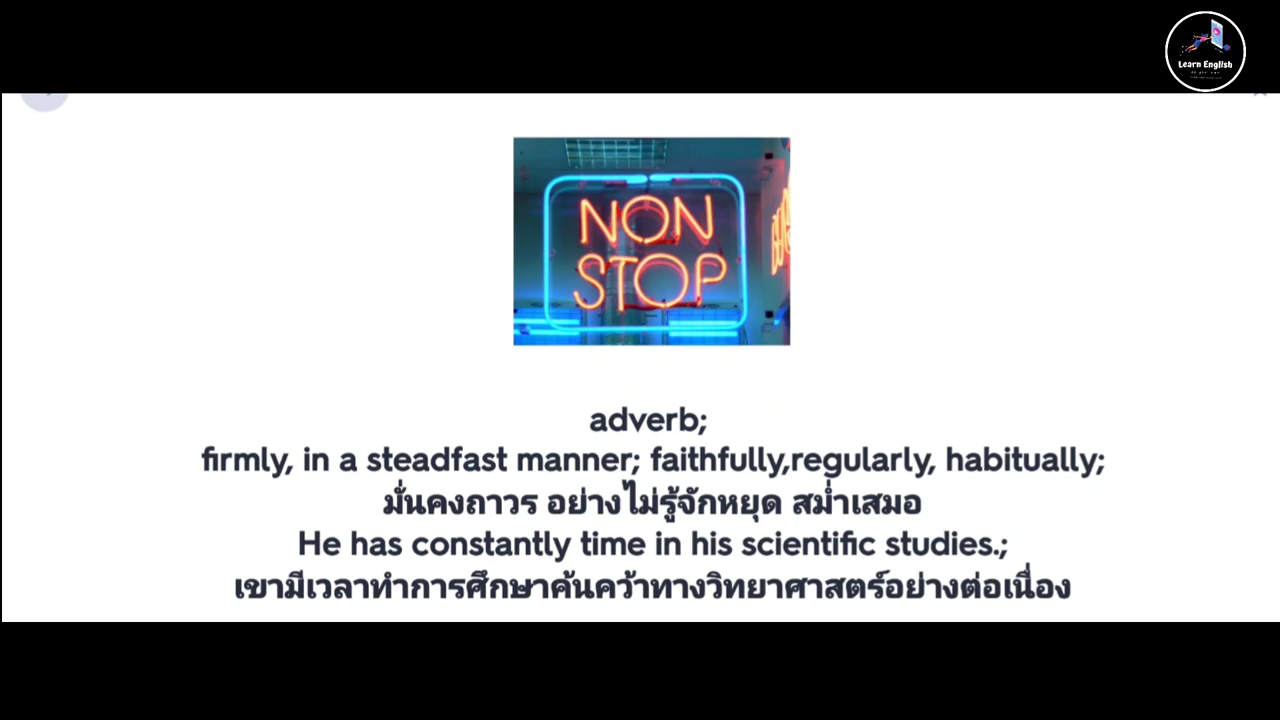 Learn English
NON
STOP
adverb;
firmly, in a steadfast manner; faithfully,regularly, habitually;
มั่นคงถาวร อย่างไม่รู้จักหยุด สม่ำเสมอ
He has constantly time in his scientific studies.;
เขามีเวลาทำการศึกษาค้นคว้าทางวิทยาศาสตร์อย่างต่อเนื่อง